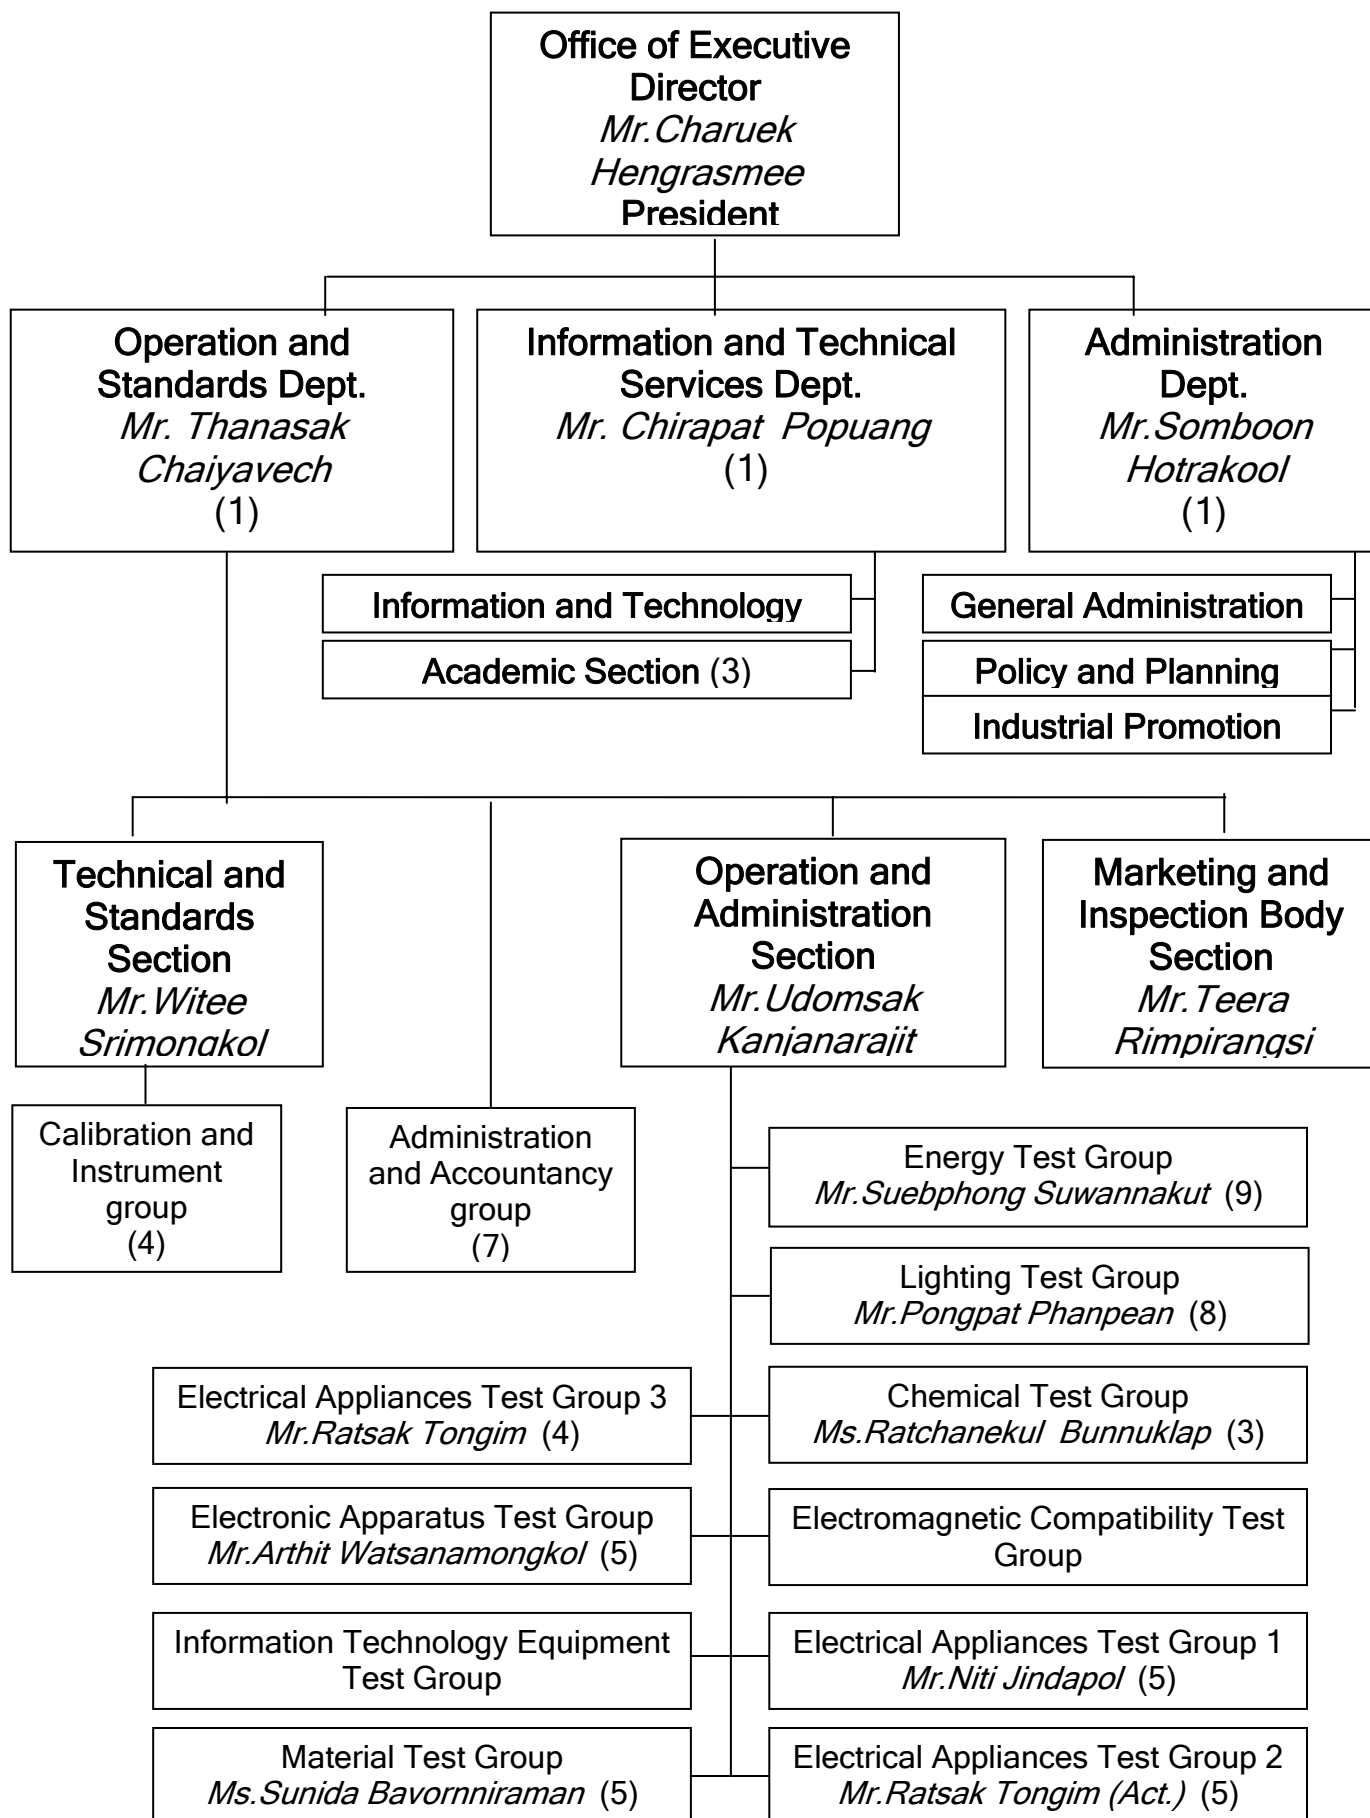 Office of Executive
Director
Mr.Charuek
Hengrasmee
President
Operation and
Standards Dept.
Mr. Thanasak
Chaiyavech
(1)
Information and Technical
Services Dept.
Mr. Chirapat Popuang
(1)
Administration
Dept.
Mr.Somboon
Hotrakool
(1)
Information and Technology
Academic Section (3)
General Administration
Policy and Planning
Industrial Promotion
Technical and
Standards
Section
Mr.Witee
Srimongkol
Operation and
Administration
Section
Mr.Udomsak
Kanjanarajit
Marketing and
Inspection Body
Section
Mr.Teera
Rimpirangsi
Calibration and
Instrument
group
(4)
Administration
and Accountancy
group
(7)
Energy Test Group
Mr.Suebphong Suwannakut (9)
Lighting Test Group
Mr.Pongpat Phanpean (8)
Electrical Appliances Test Group 3
Mr.Ratsak Tongim (4)
Chemical Test Group
Ms.Ratchanekul Bunnuklap (3)
Electronic Apparatus Test Group
Mr.Arthit Watsanamongkol (5)
Electromagnetic Compatibility Test
Group
Information Technology Equipment
Test Group
Electrical Appliances Test Group 1
Mr.Niti Jindapol (5)
Material Test Group
Ms.Sunida Bavornniraman (5)
Electrical Appliances Test Group 2
Mr.Ratsak Tongim (Act.) (5)